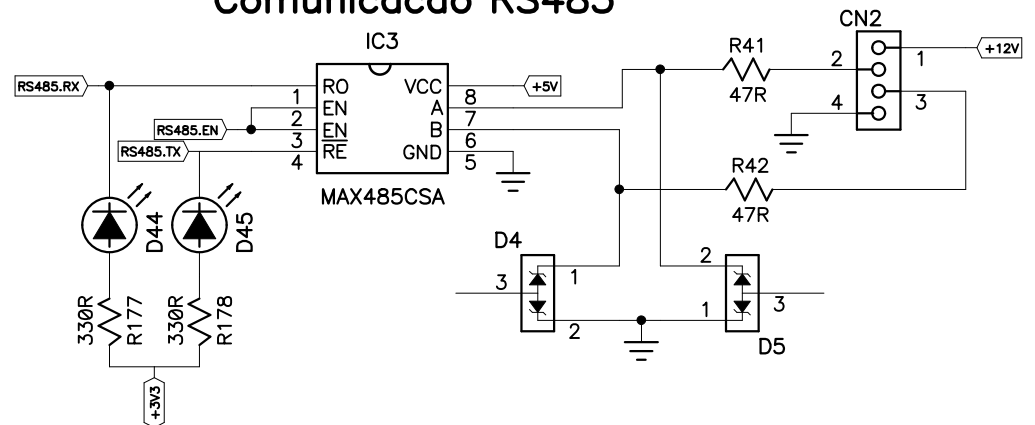 Comunicacao RS485
CN2
IC3
R41
+12V
2
1
47R
RS485.RX
RO
VCC
+5V
1
8
EN
A
4
3
2
7
RS485.EN
EN
B
3
6
RS485.TX
RE
GND
4
5
R42
MAX485CSA
47R
D44
D45
D4
2
1
3
1
3
2
D5
330R
R177
330R
R178
+3V3